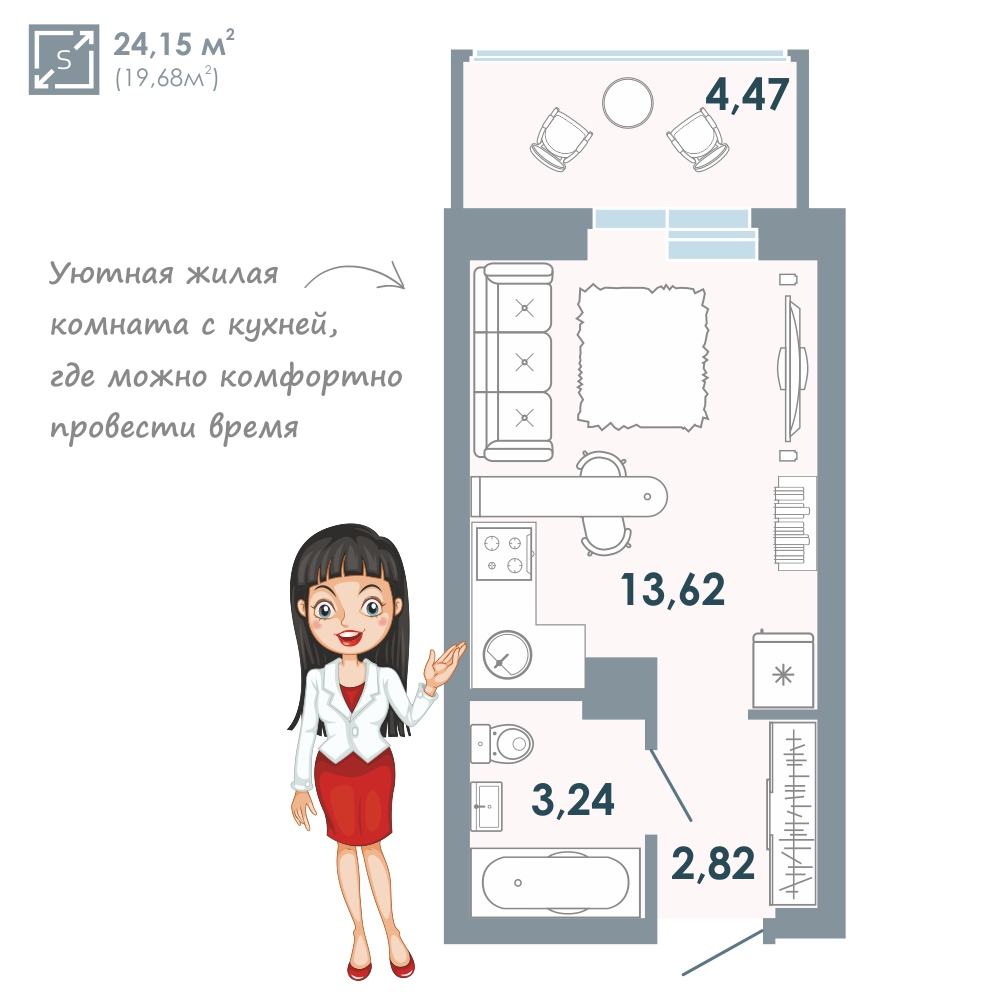 S
24,15 м²
(19,68м²)
4,47
Уютная жилая
комната с кухней,
где можно комфортно
провести время
13,62
3,24
2,82